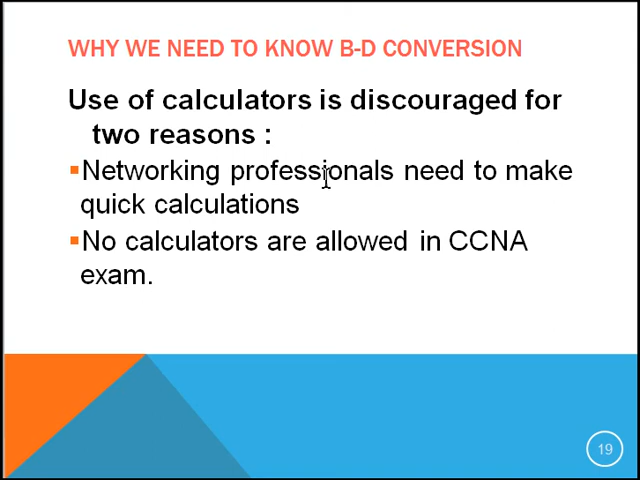 WHY WE NEED TO KNOW B-D CONVERSION
Use of calculators is discouraged for
two reasons :
▪Networking professionals need to make
quick calculations
▪No calculators are allowed in CCNA
exam.
19